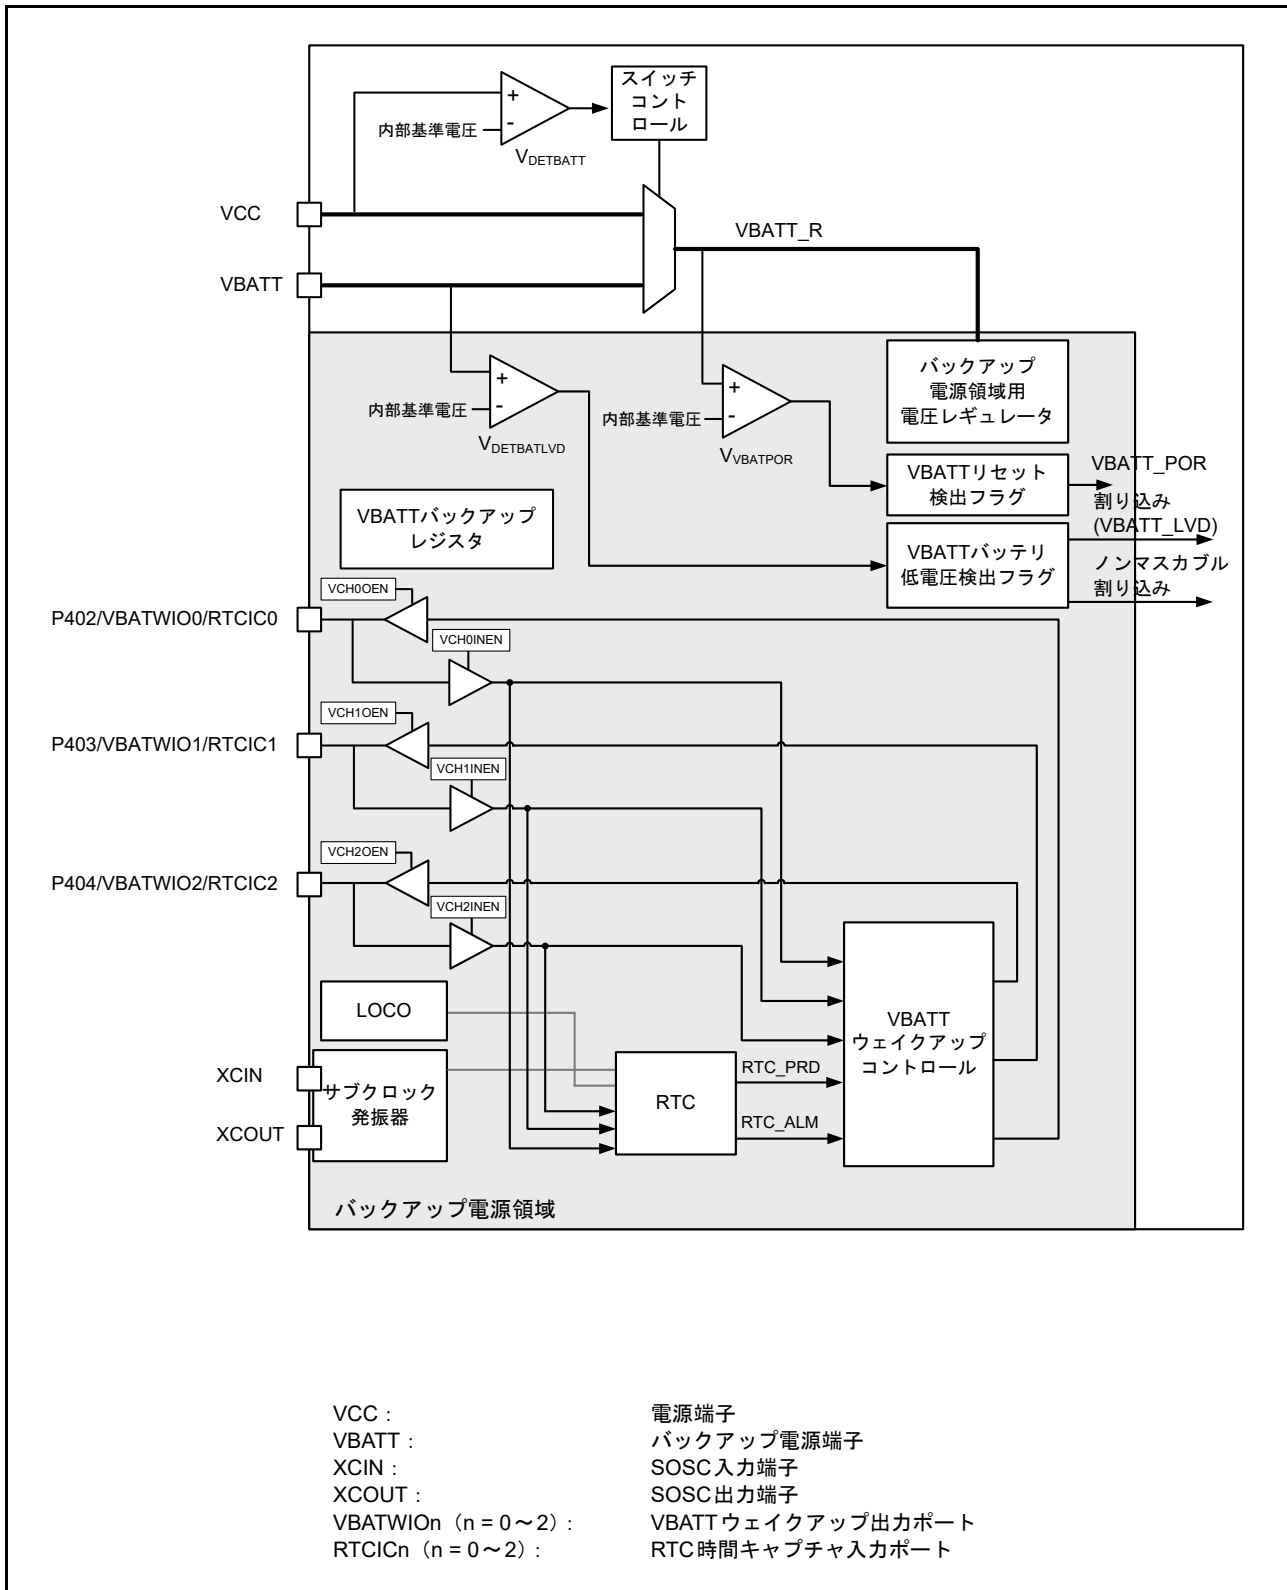 スイッチ
コント
ロール
+
-
内部基準電圧
VDETBATT
VCC
VBATT
VBATT_R
+
-
内部基準電圧
VDETBATLVD
+
-
内部基準電圧
VVBATPOR
バックアップ
電源領域用
電圧レギュレータ
VBATTリセット
検出フラグ
VBATT_POR
割り込み
(VBATT_LVD)
VBATTバッテリ
低電圧検出フラグ
ノンマスカブル
割り込み
VBATTバックアップ
レジスタ
VCH0OEN
P402/VBATWIO0/RTCIC0
VCH0INEN
VCH1OEN
P403/VBATWIO1/RTCIC1
VCH1INEN
VCH2OEN
P404/VBATWIO2/RTCIC2
VCH2INEN
LOCO
XCIN
サブクロック
発振器
XCOUT
RTC
RTC_PRD
RTC_ALM
VBATT
ウェイクアップ
コントロール
バックアップ電源領域
VCC： 電源端子
VBATT： バックアップ電源端子
XCIN： SOSC入力端子
XCOUT： SOSC出力端子
VBATWIOn（n = 0～2）： VBATTウェイクアップ出力ポート
RTCICn（n = 0～2）： RTC時間キャプチャ入力ポート